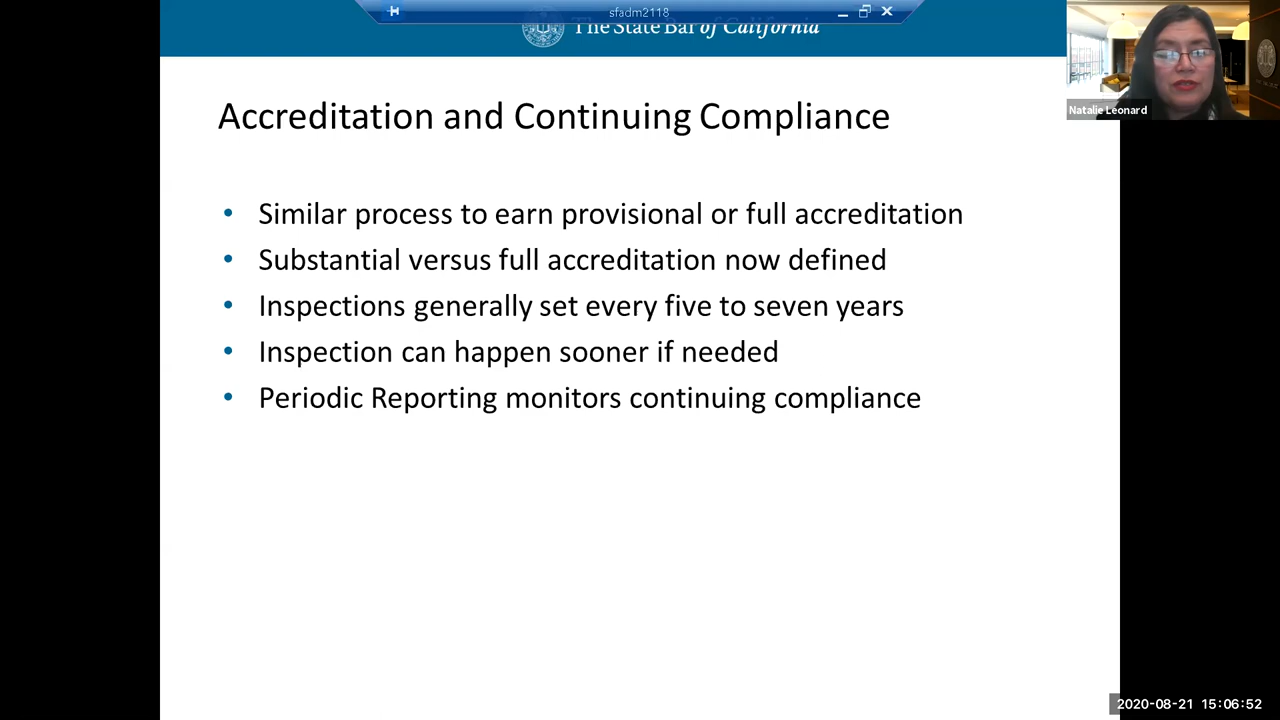 sfadm2118
The State Bar of California
Natalie Leonard
Accreditation and Continuing Compliance
• Similar process to earn provisional or full accreditation
• Substantial versus full accreditation now defined
• Inspections generally set every five to seven years
• Inspection can happen sooner if needed
• Periodic Reporting monitors continuing compliance
2020-08-21 15:06:52